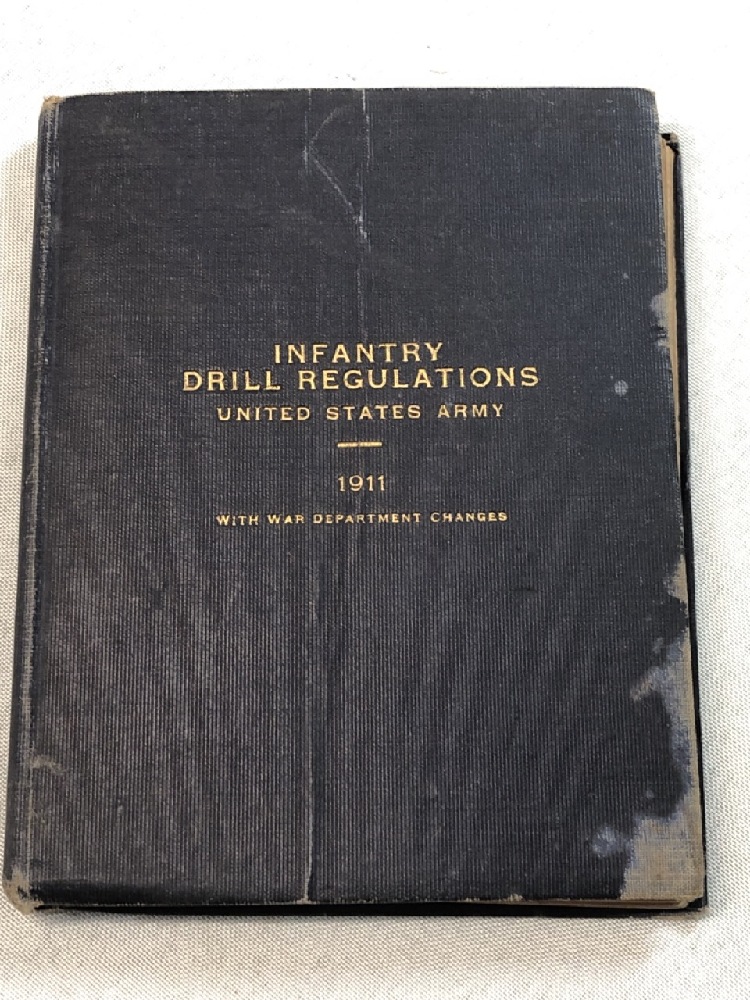 INFANTRY
DRILL REGULATIONS
UNITED STATES ARMY
1911
WITH WAR DEPARTMENT CHANGES